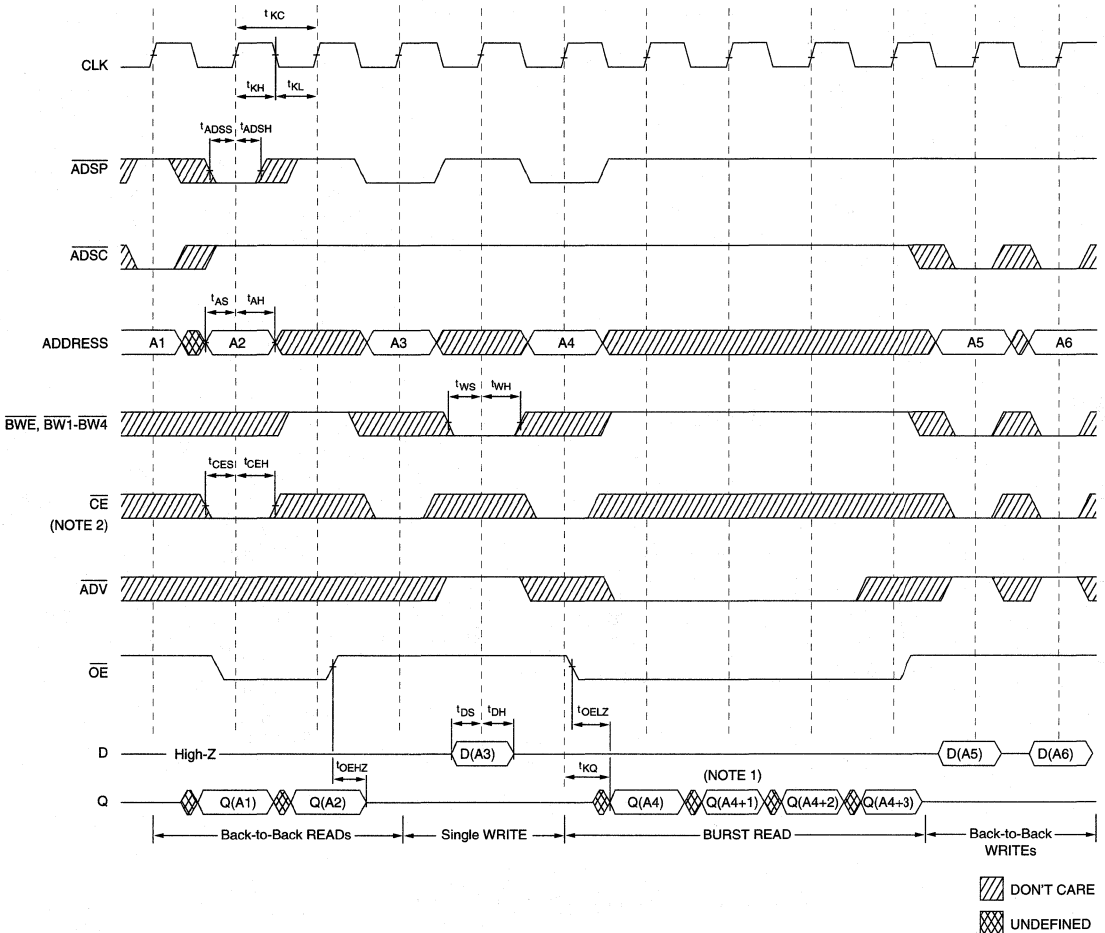 tKC
CLK
tKH tKL
tADSS tADSH
ADSP
ADSC
tAS tAH
ADDRESS A1 A2 A3 A4 A5 A6
tWS tWH
BWE, BW1-BW4
tCES tCEH
CE
(NOTE 2)
ADV
OE
tDS tDH tOELZ
D High-Z D(A3) D(A5) D(A6)
tOEHZ tKQ (NOTE 1)
Q Q(A1) Q(A2) Q(A4) Q(A4+1) Q(A4+2) Q(A4+3)
Back-to-Back READs Single WRITE BURST READ Back-to-Back
WRITEs
DON'T CARE
UNDEFINED